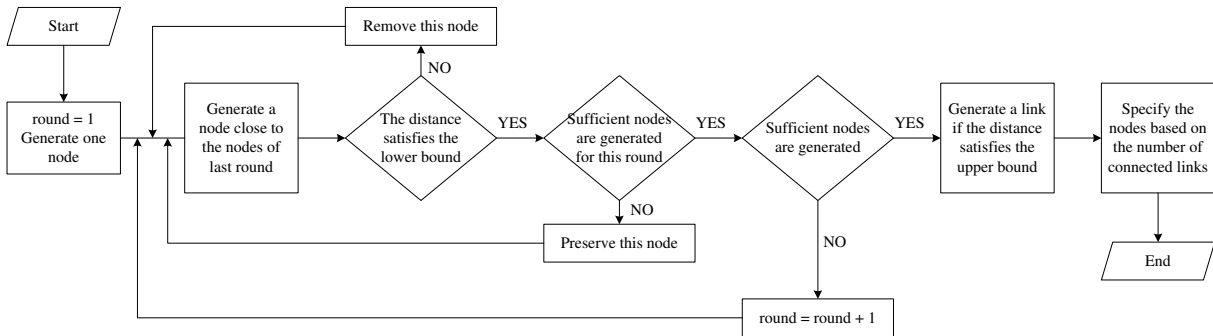 Start
round = 1
Generate one
node
Remove this node
NO
Generate a
node close to
the nodes of
last round
The distance
satisfies the
lower bound
YES
Sufficient nodes
are generated
for this round
YES
NO
Preserve this node
Sufficient nodes
are generated
YES
NO
round = round + 1
Generate a link
if the distance
satisfies the
upper bound
Specify the
nodes based on
the number of
connected links
End